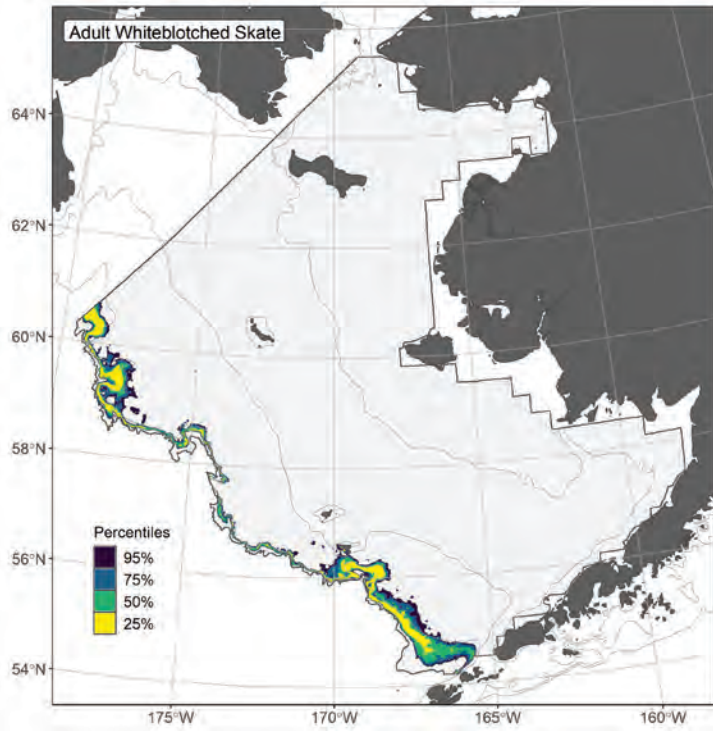 Adult Whiteblotched Skate
64°N
62°N
60°N
58°N
56°N
54°N
Percentiles
95%
75%
50%
25%
175°W
170°W
165°W
160°W